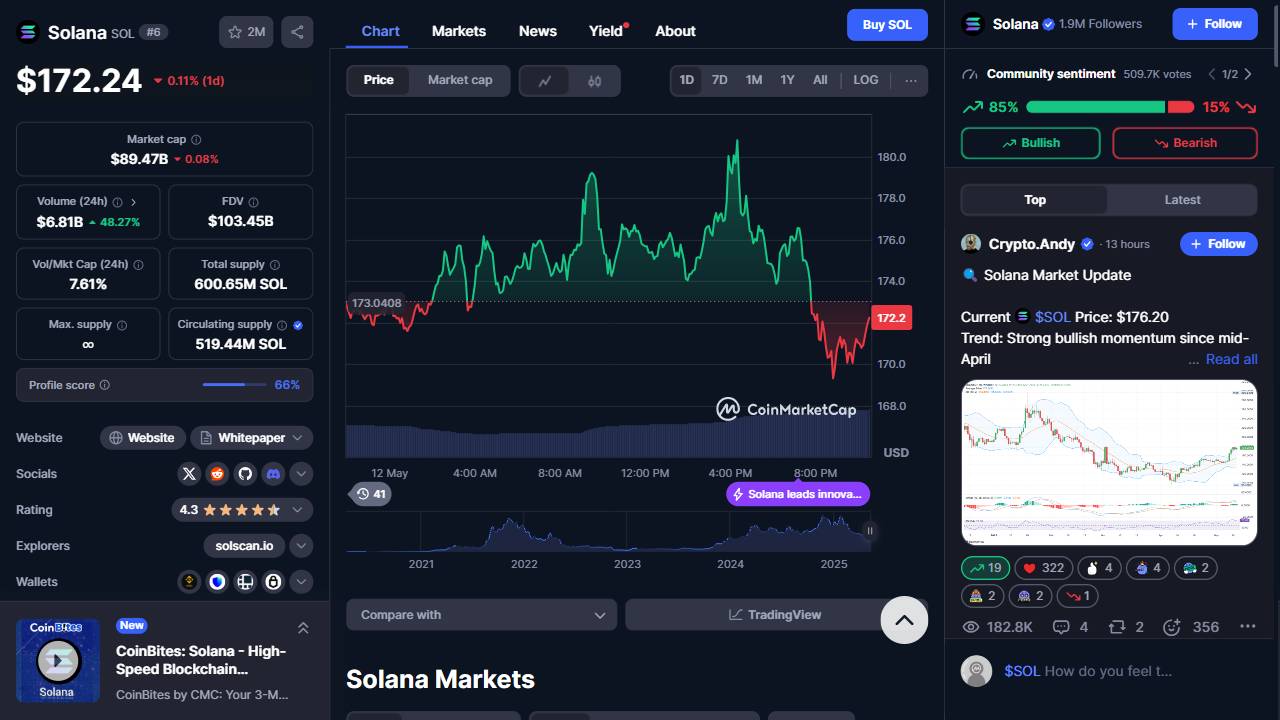 Solana SOL #6
2M
$172.24 0.11% (1d)
Market cap
$89.47B 0.08%
Volume (24h)
$6.81B 48.27%
FDV
$103.45B
Vol/Mkt Cap (24h)
7.61%
Total supply
600.65M SOL
Max. supply
∞
Circulating supply
519.44M SOL
Profile score
66%
Website
Website
Whitepaper
Socials
Rating
4.3
Explorers
solscan.io
Wallets
CoinBites
Solana
New
CoinBites: Solana - High-
Speed Blockchain...
CoinBites by CMC: Your 3-M...
Chart
Markets
News
Yield
About
Buy SOL
Price
Market cap
1D
7D
1M
1Y
All
LOG
...
180.0
178.0
176.0
174.0
173.0408
172.2
170.0
168.0
CoinMarketCap
USD
12 May
4:00 AM
8:00 AM
12:00 PM
4:00 PM
8:00 PM
41
Solana leads innova...
2021
2022
2023
2024
2025
Compare with
TradingView
Solana Markets
Solana 1.9M Followers
+ Follow
Community sentiment 509.7K votes
1/2
85%
15%
Bullish
Bearish
Top
Latest
Crypto.Andy · 13 hours
+ Follow
Solana Market Update
Current $SOL Price: $176.20
Trend: Strong bullish momentum since mid-
April
... Read all
19
322
4
4
2
2
2
1
182.8K
4
2
356
...
$SOL How do you feel t...